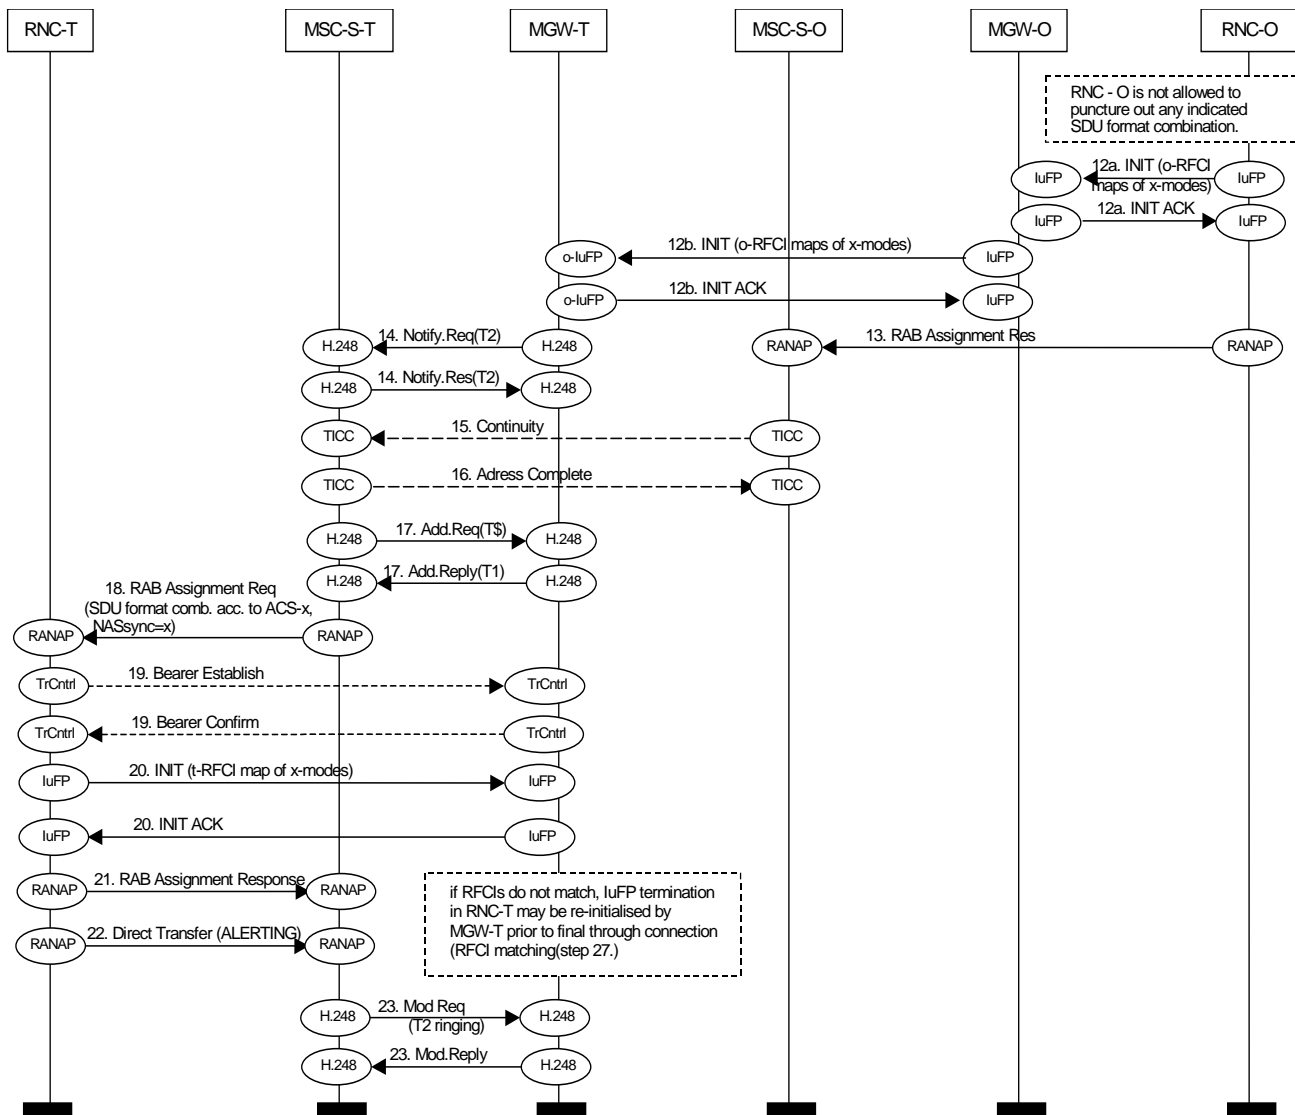 RNC-T
MSC-S-T
MGW-T
MSC-S-O
MGW-O
RNC-O
RNC - O is not allowed to
puncture out any indicated
SDU format combination.
12a. INIT (o-RFCI
maps of x-modes)
IuFP
IuFP
12a. INIT ACK
IuFP
IuFP
12b. INIT (o-RFCI maps of x-modes)
o-IuFP
IuFP
12b. INIT ACK
o-IuFP
IuFP
14. Notify.Req(T2)
H.248
H.248
13. RAB Assignment Res
RANAP
RANAP
14. Notify.Res(T2)
H.248
H.248
15. Continuity
TICC
TICC
16. Adress Complete
TICC
TICC
17. Add.Req(T$)
H.248
H.248
17. Add.Reply(T1)
H.248
H.248
18. RAB Assignment Req
(SDU format comb. acc. to ACS-x,
NASsync=x)
RANAP
RANAP
19. Bearer Establish
TrCntrl
TrCntrl
19. Bearer Confirm
TrCntrl
TrCntrl
20. INIT (t-RFCI map of x-modes)
IuFP
IuFP
20. INIT ACK
IuFP
IuFP
21. RAB Assignment Response
RANAP
RANAP
22. Direct Transfer (ALERTING)
RANAP
RANAP
if RFCIs do not match, IuFP termination
in RNC-T may be re-initialised by
MGW-T prior to final through connection
(RFCI matching(step 27.)
23. Mod Req
(T2 ringing)
H.248
H.248
23. Mod.Reply
H.248
H.248